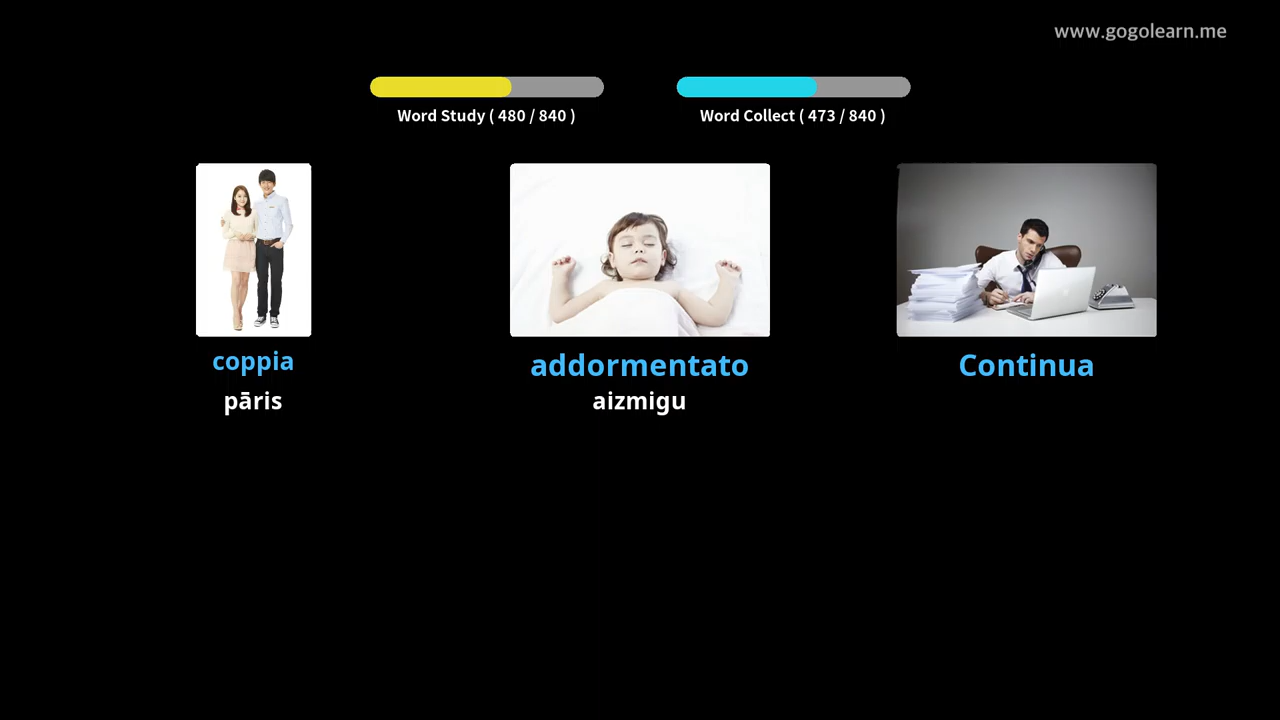 www.gogolearn.me
Word Study ( 480 / 840 )
Word Collect ( 473 / 840 )
coppia
pāris
addormentato
aizmigu
Continua